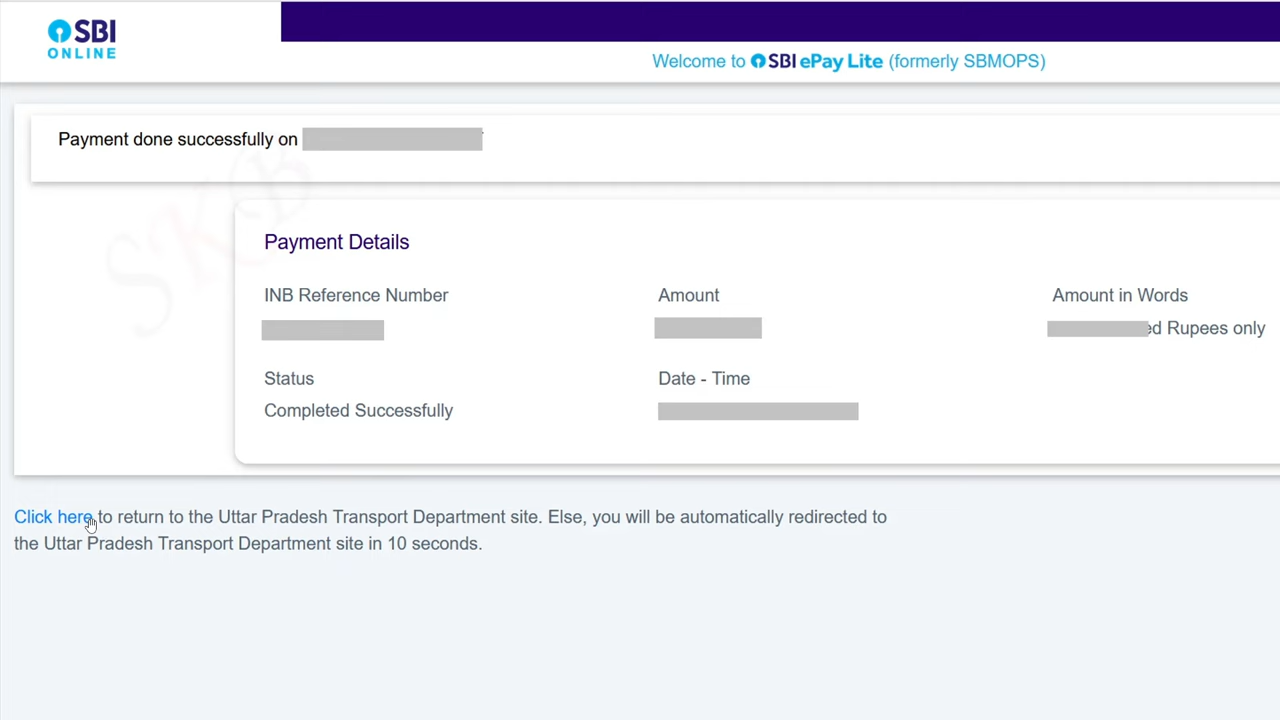 SBI
ONLINE
Welcome to SBI ePay Lite (formerly SBMOPS)
Payment done successfully on
SKB
Payment Details
INB Reference Number Amount Amount in Words
Rupees only
Status Date - Time
Completed Successfully
Click here to return to the Uttar Pradesh Transport Department site. Else, you will be automatically redirected to
the Uttar Pradesh Transport Department site in 10 seconds.